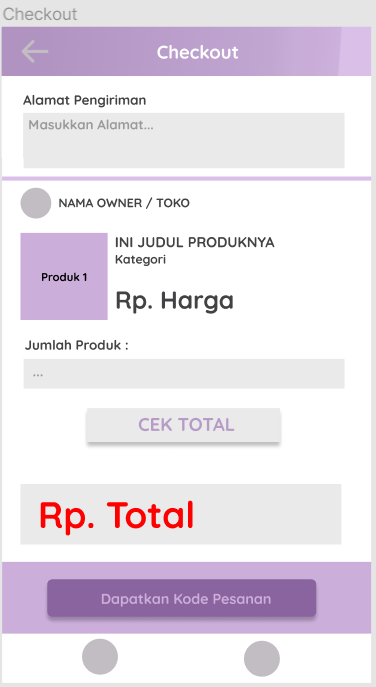 Checkout
Checkout
Alamat Pengiriman
Masukkan Alamat...
NAMA OWNER / TOKO
Produk 1
INI JUDUL PRODUKNYA
Kategori
Rp. Harga
Jumlah Produk :
...
CEK TOTAL
Rp. Total
Dapatkan Kode Pesanan